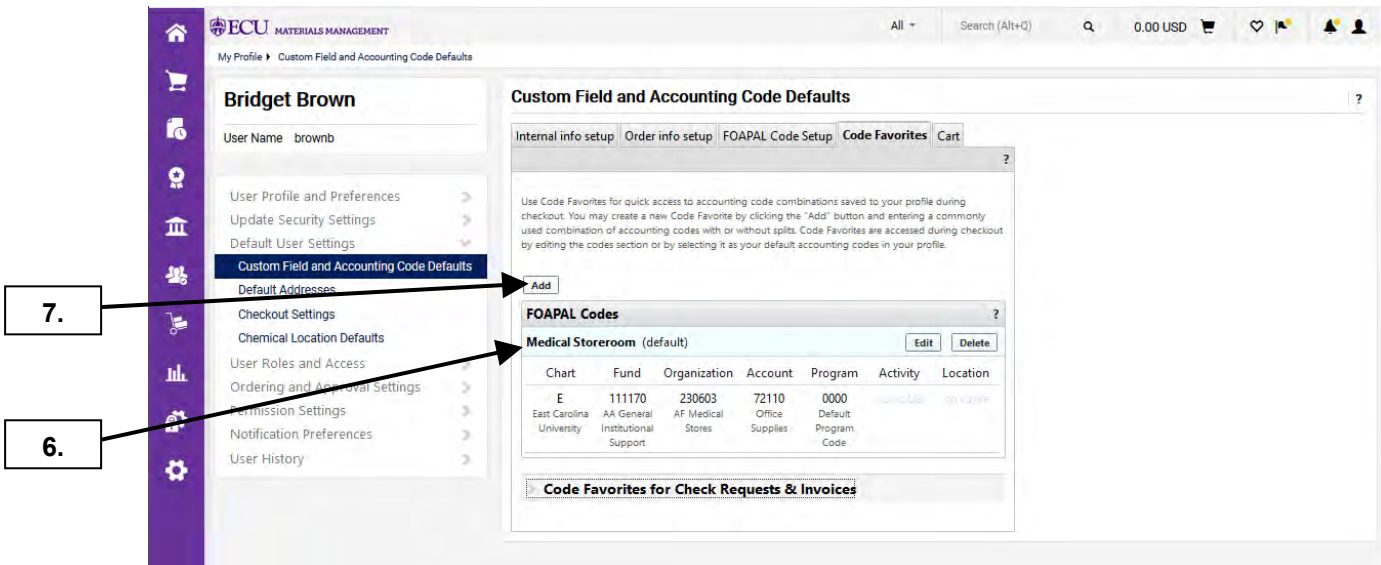 ECU MATERIALS MANAGEMENT
All
Search (Alt+Q)
0.00 USD
My Profile Custom Field and Accounting Code Defaults
Bridget Brown
User Name brownb
User Profile and Preferences
Update Security Settings
Default User Settings
Custom Field and Accounting Code Defaults
Default Addresses
Checkout Settings
Chemical Location Defaults
User Roles and Access
Ordering and Approval Settings
Permission Settings
Notification Preferences
User History
7.
6.
Custom Field and Accounting Code Defaults
?
Internal info setup Order info setup FOAPAL Code Setup Code Favorites Cart
?
Use Code Favorites for quick access to accounting code combinations saved to your profile during
checkout. You may create a new Code Favorite by clicking the "Add" button and entering a commonly
used combination of accounting codes with or without splits. Code Favorites are accessed during checkout
by editing the codes section or by selecting it as your default accounting codes in your profile.
Add
FOAPAL Codes ?
Medical Storeroom (default) Edit Delete
Chart Fund Organization Account Program Activity Location
E 111170 230603 72110 0000
East Carolina AA General AF Medical Office Default
University Institutional Stores Supplies Program
Support Code
Code Favorites for Check Requests & Invoices